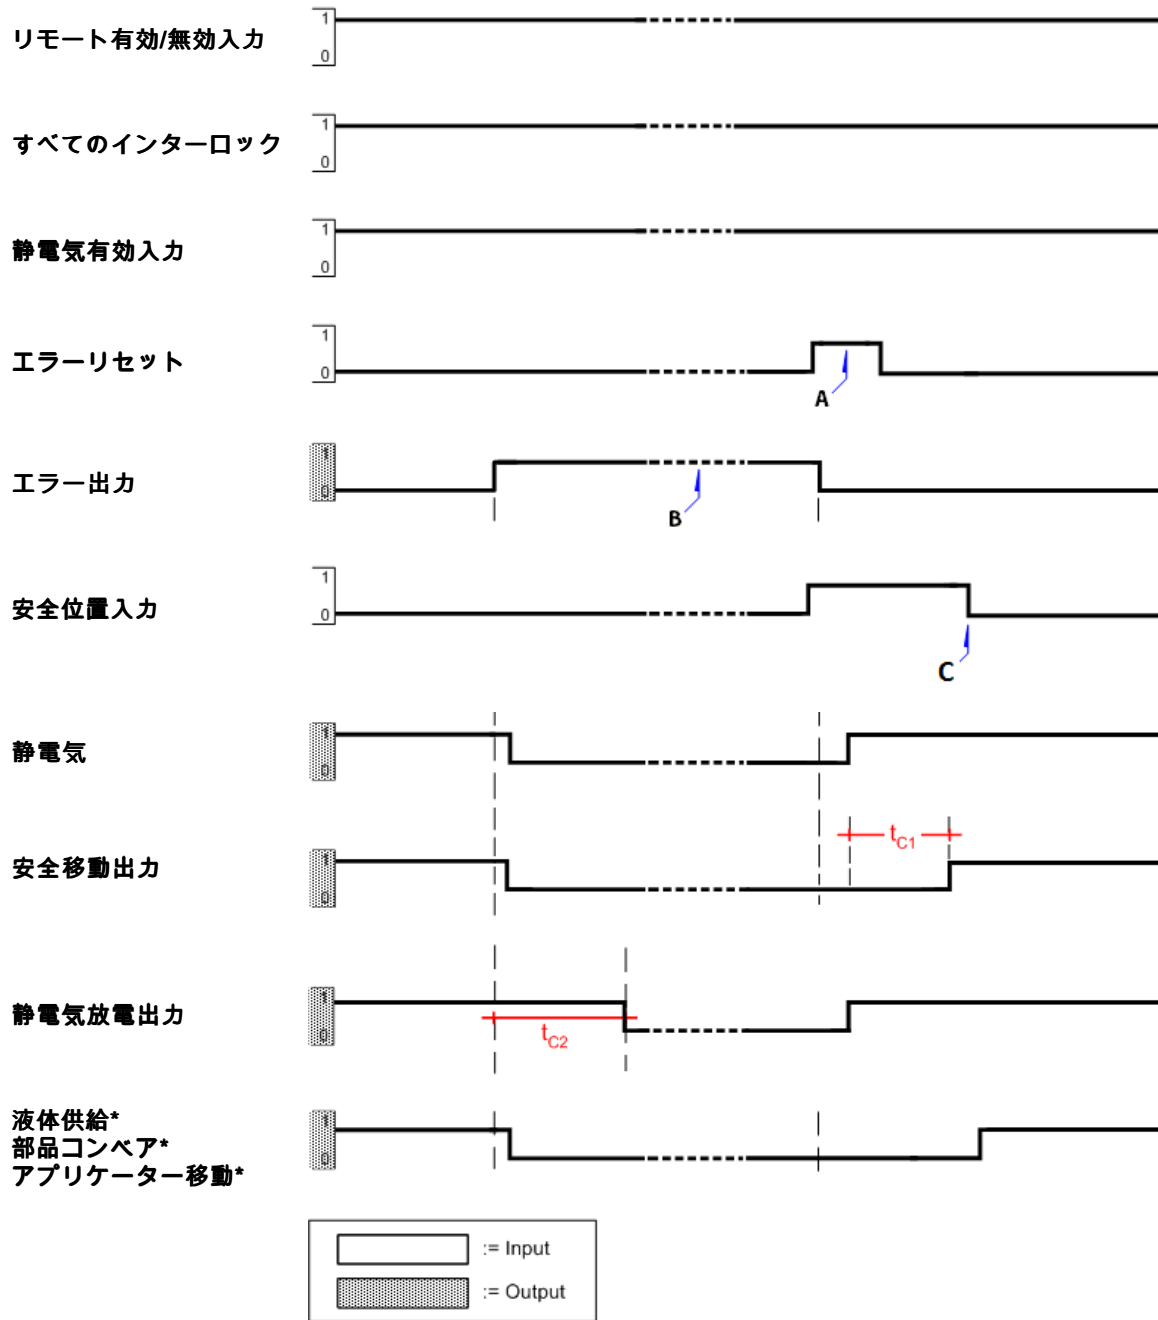 リモート有効/無効入力
1
0
すべてのインターロック
1
0
静電気有効入力
1
0
エラーリセット
1
0
A
エラー出力
1
0
B
安全位置入力
1
0
C
静電気
1
0
安全移動出力
1
0
tC1
静電気放電出力
1
0
tC2
液体供給*
部品コンベア*
アプリケーター移動*
1
0
:= Input
:= Output